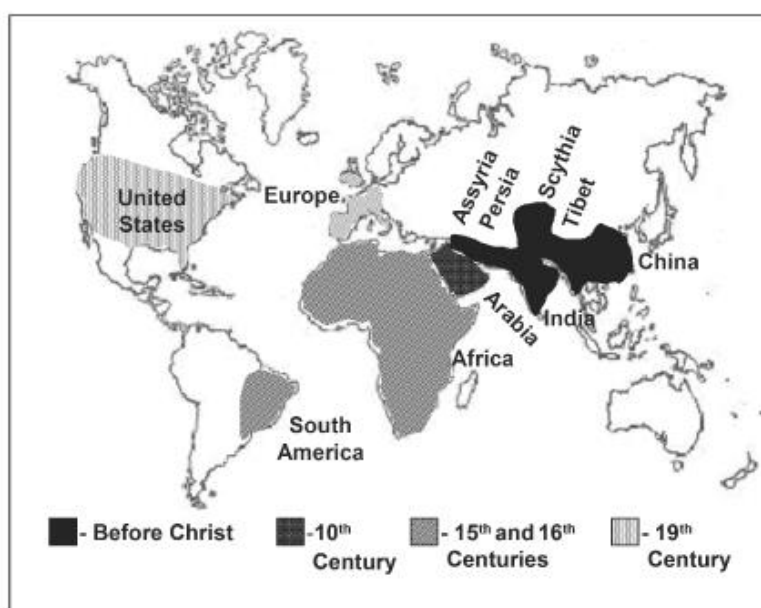 United
States
Europe
Assyria
Persia
Scythia
Tibet
China
India
Arabia
Africa
South
America
- Before Christ
-10th
Century
- 15th and 16th
Centuries
- 19th
Century